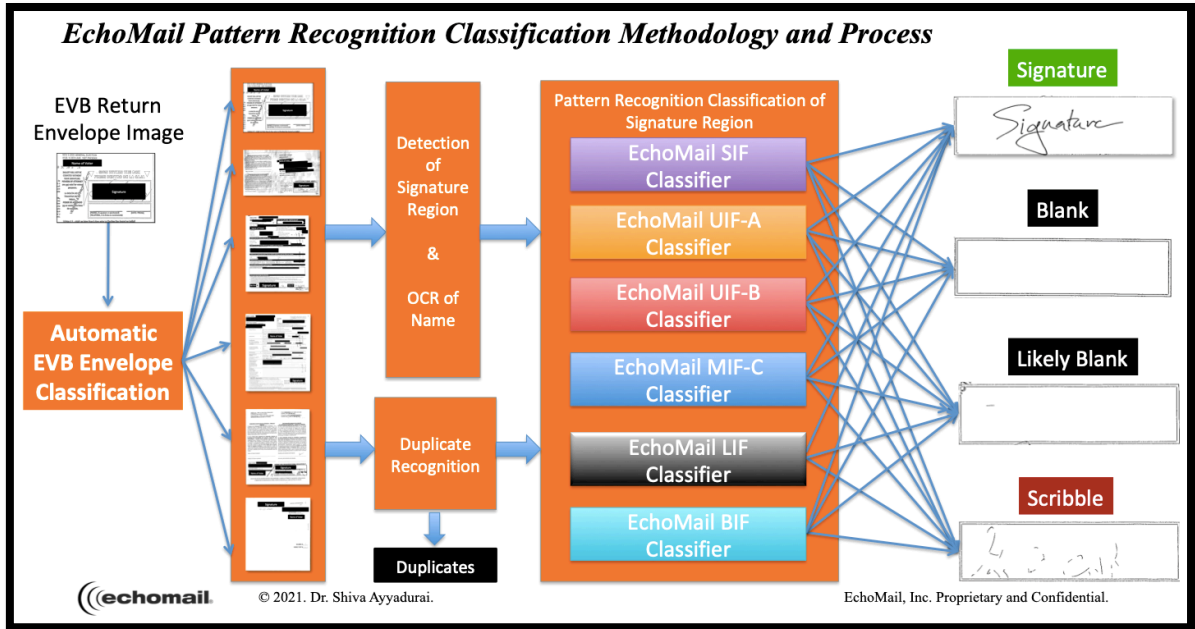 EchoMail Pattern Recognition Classification Methodology and Process
EVB Return
Envelope Image
Automatic
EVB Envelope
Classification
Detection
of
Signature
Region
&
OCR of
Name
Duplicate
Recognition
Duplicates
Pattern Recognition Classification of
Signature Region
EchoMail SIF
Classifier
EchoMail UIF-A
Classifier
EchoMail UIF-B
Classifier
EchoMail MIF-C
Classifier
EchoMail LIF
Classifier
EchoMail BIF
Classifier
Signature
Signature
Blank
Likely Blank
Scribble
echomail
© 2021. Dr. Shiva Ayyadurai.
EchoMail, Inc. Proprietary and Confidential.